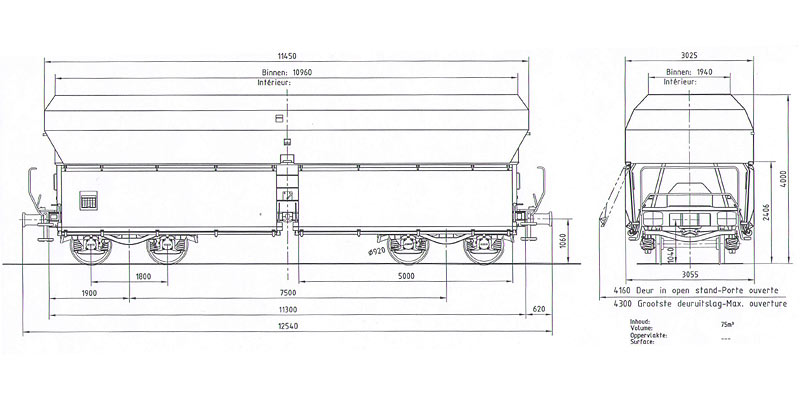 11450
Binnen: 10960
Intérieur:
3025
Binnen: 1940
Intérieur:
4000
2406
1060
ø920
1040
1800
5000
3055
1900
7500
4160 Deur in open stand-Porte ouverte
4300 Grootste deuruitslag-Max. ouverture
11300
620
12540
Inhoud:
Volume: 75m³
Oppervlakte:
Surface: ---